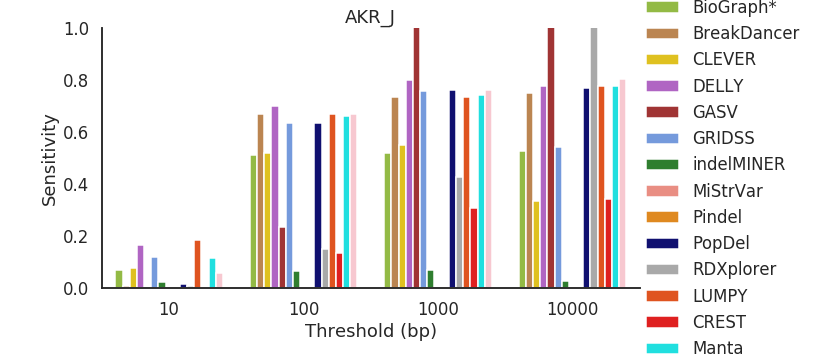 AKR_J
Sensitivity
1.0
0.8
0.6
0.4
0.2
0.0
10
100
1000
10000
Threshold (bp)
BioGraph*
BreakDancer
CLEVER
DELLY
GASV
GRIDSS
indelMINER
MiStrVar
Pindel
PopDel
RDXplorer
LUMPY
CREST
Manta